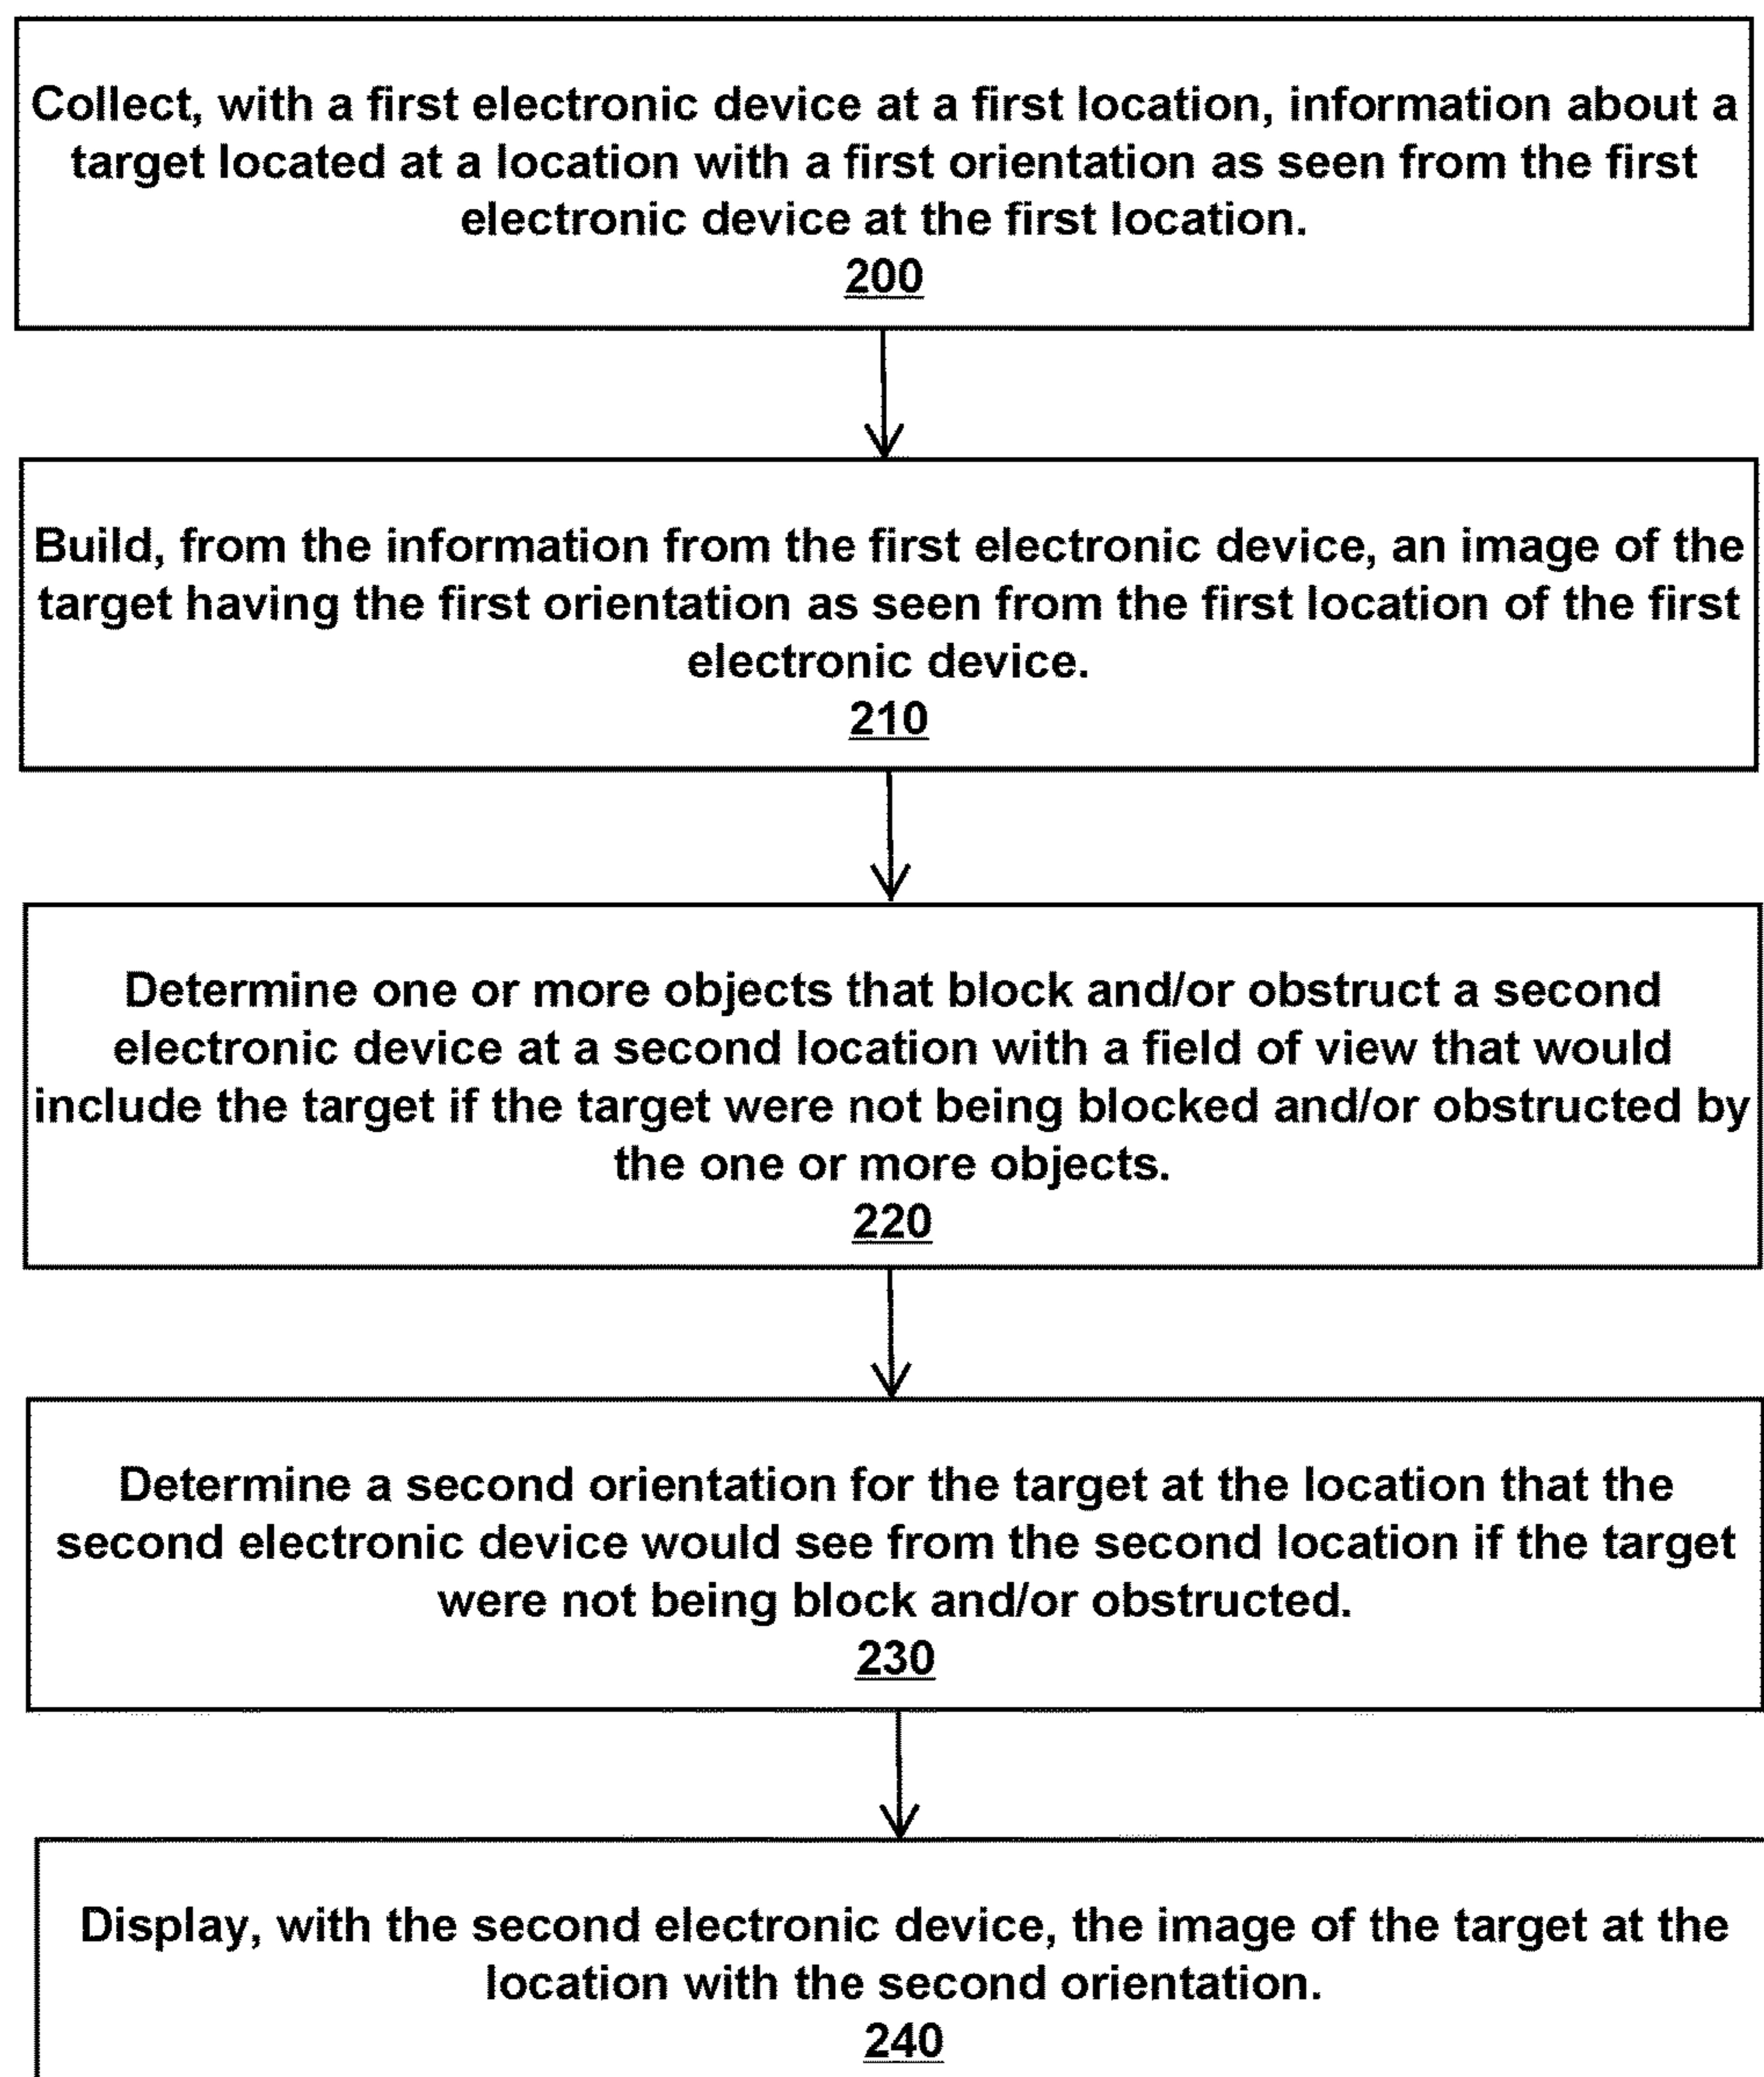 Collect, with a first electronic device at a first location, information about a
target located at a location with a first orientation as seen from the first
electronic device at the first location.
200
Build, from the information from the first electronic device, an image of the
target having the first orientation as seen from the first location of the first
electronic device.
210
Determine one or more objects that block and/or obstruct a second
electronic device at a second location with a field of view that would
include the target if the target were not being blocked and/or obstructed by
the one or more objects.
220
Determine a second orientation for the target at the location that the
second electronic device would see from the second location if the target
were not being block and/or obstructed.
230
Display, with the second electronic device, the image of the target at the
location with the second orientation.
240